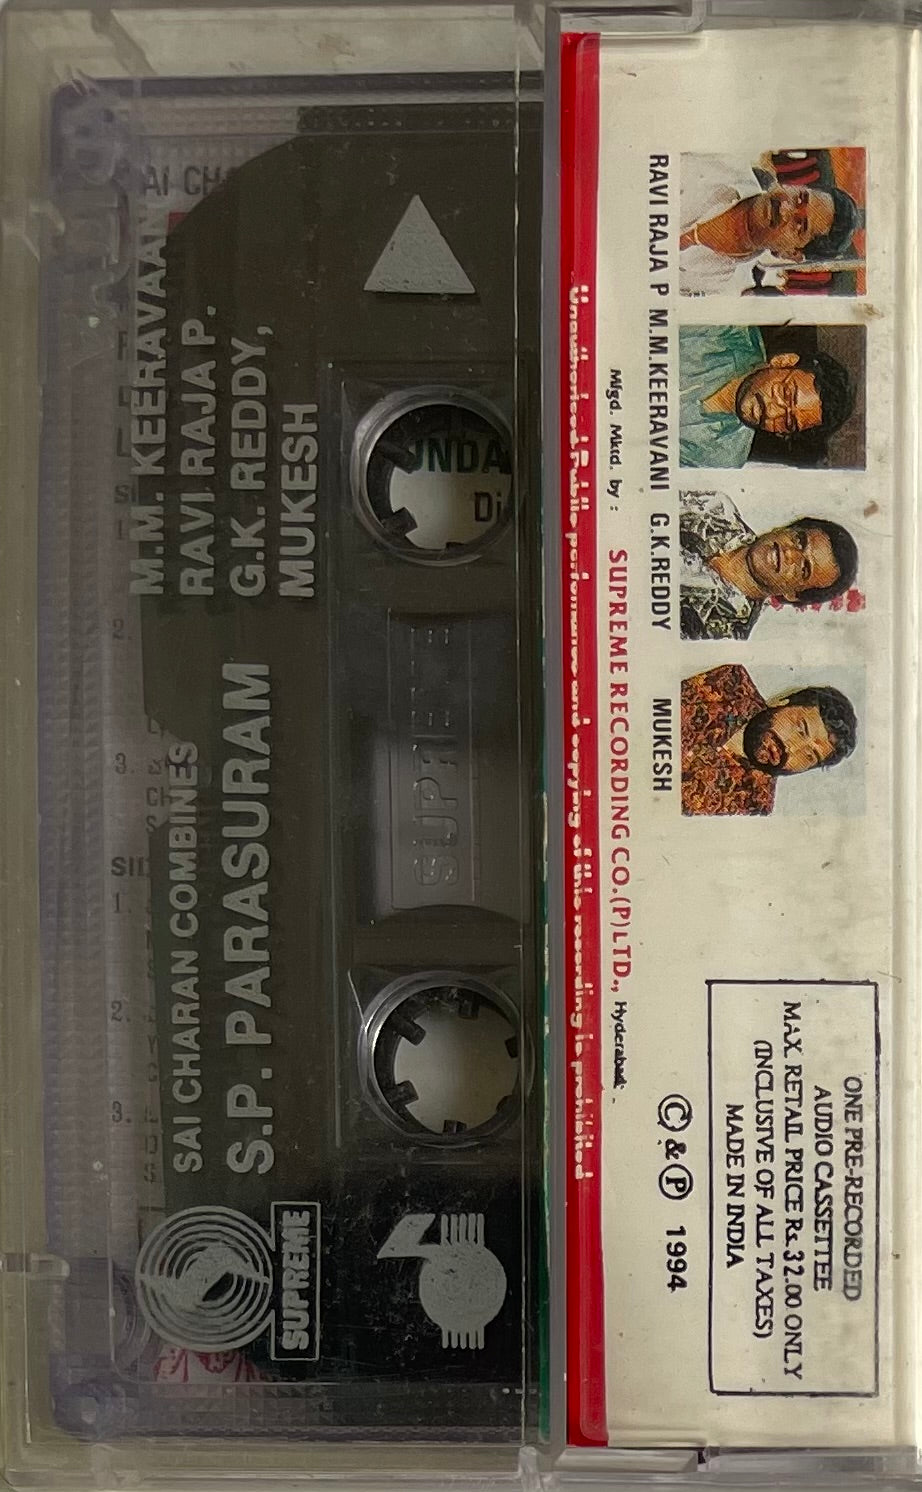 M.M. KEERAVAANI
RAVI RAJA P.
G.K. REDDY,
MUKESH
SAI CHARAN COMBINES
S.P. PARASURAM
SUPREME
SUPREME
RAVI RAJA P M.M.KEERAVANI G.K.REDDY MUKESH
Mfgd. Mktd. by : SUPREME RECORDING CO.(P)LTD., Hyderabad.
Unauthorised Public performance and copying of this recording is prohibited
ONE PRE-RECORDED
AUDIO CASSETTE
MAX. RETAIL PRICE Rs.32.00 ONLY
(INCLUSIVE OF ALL TAXES)
MADE IN INDIA
© & ℗ 1994